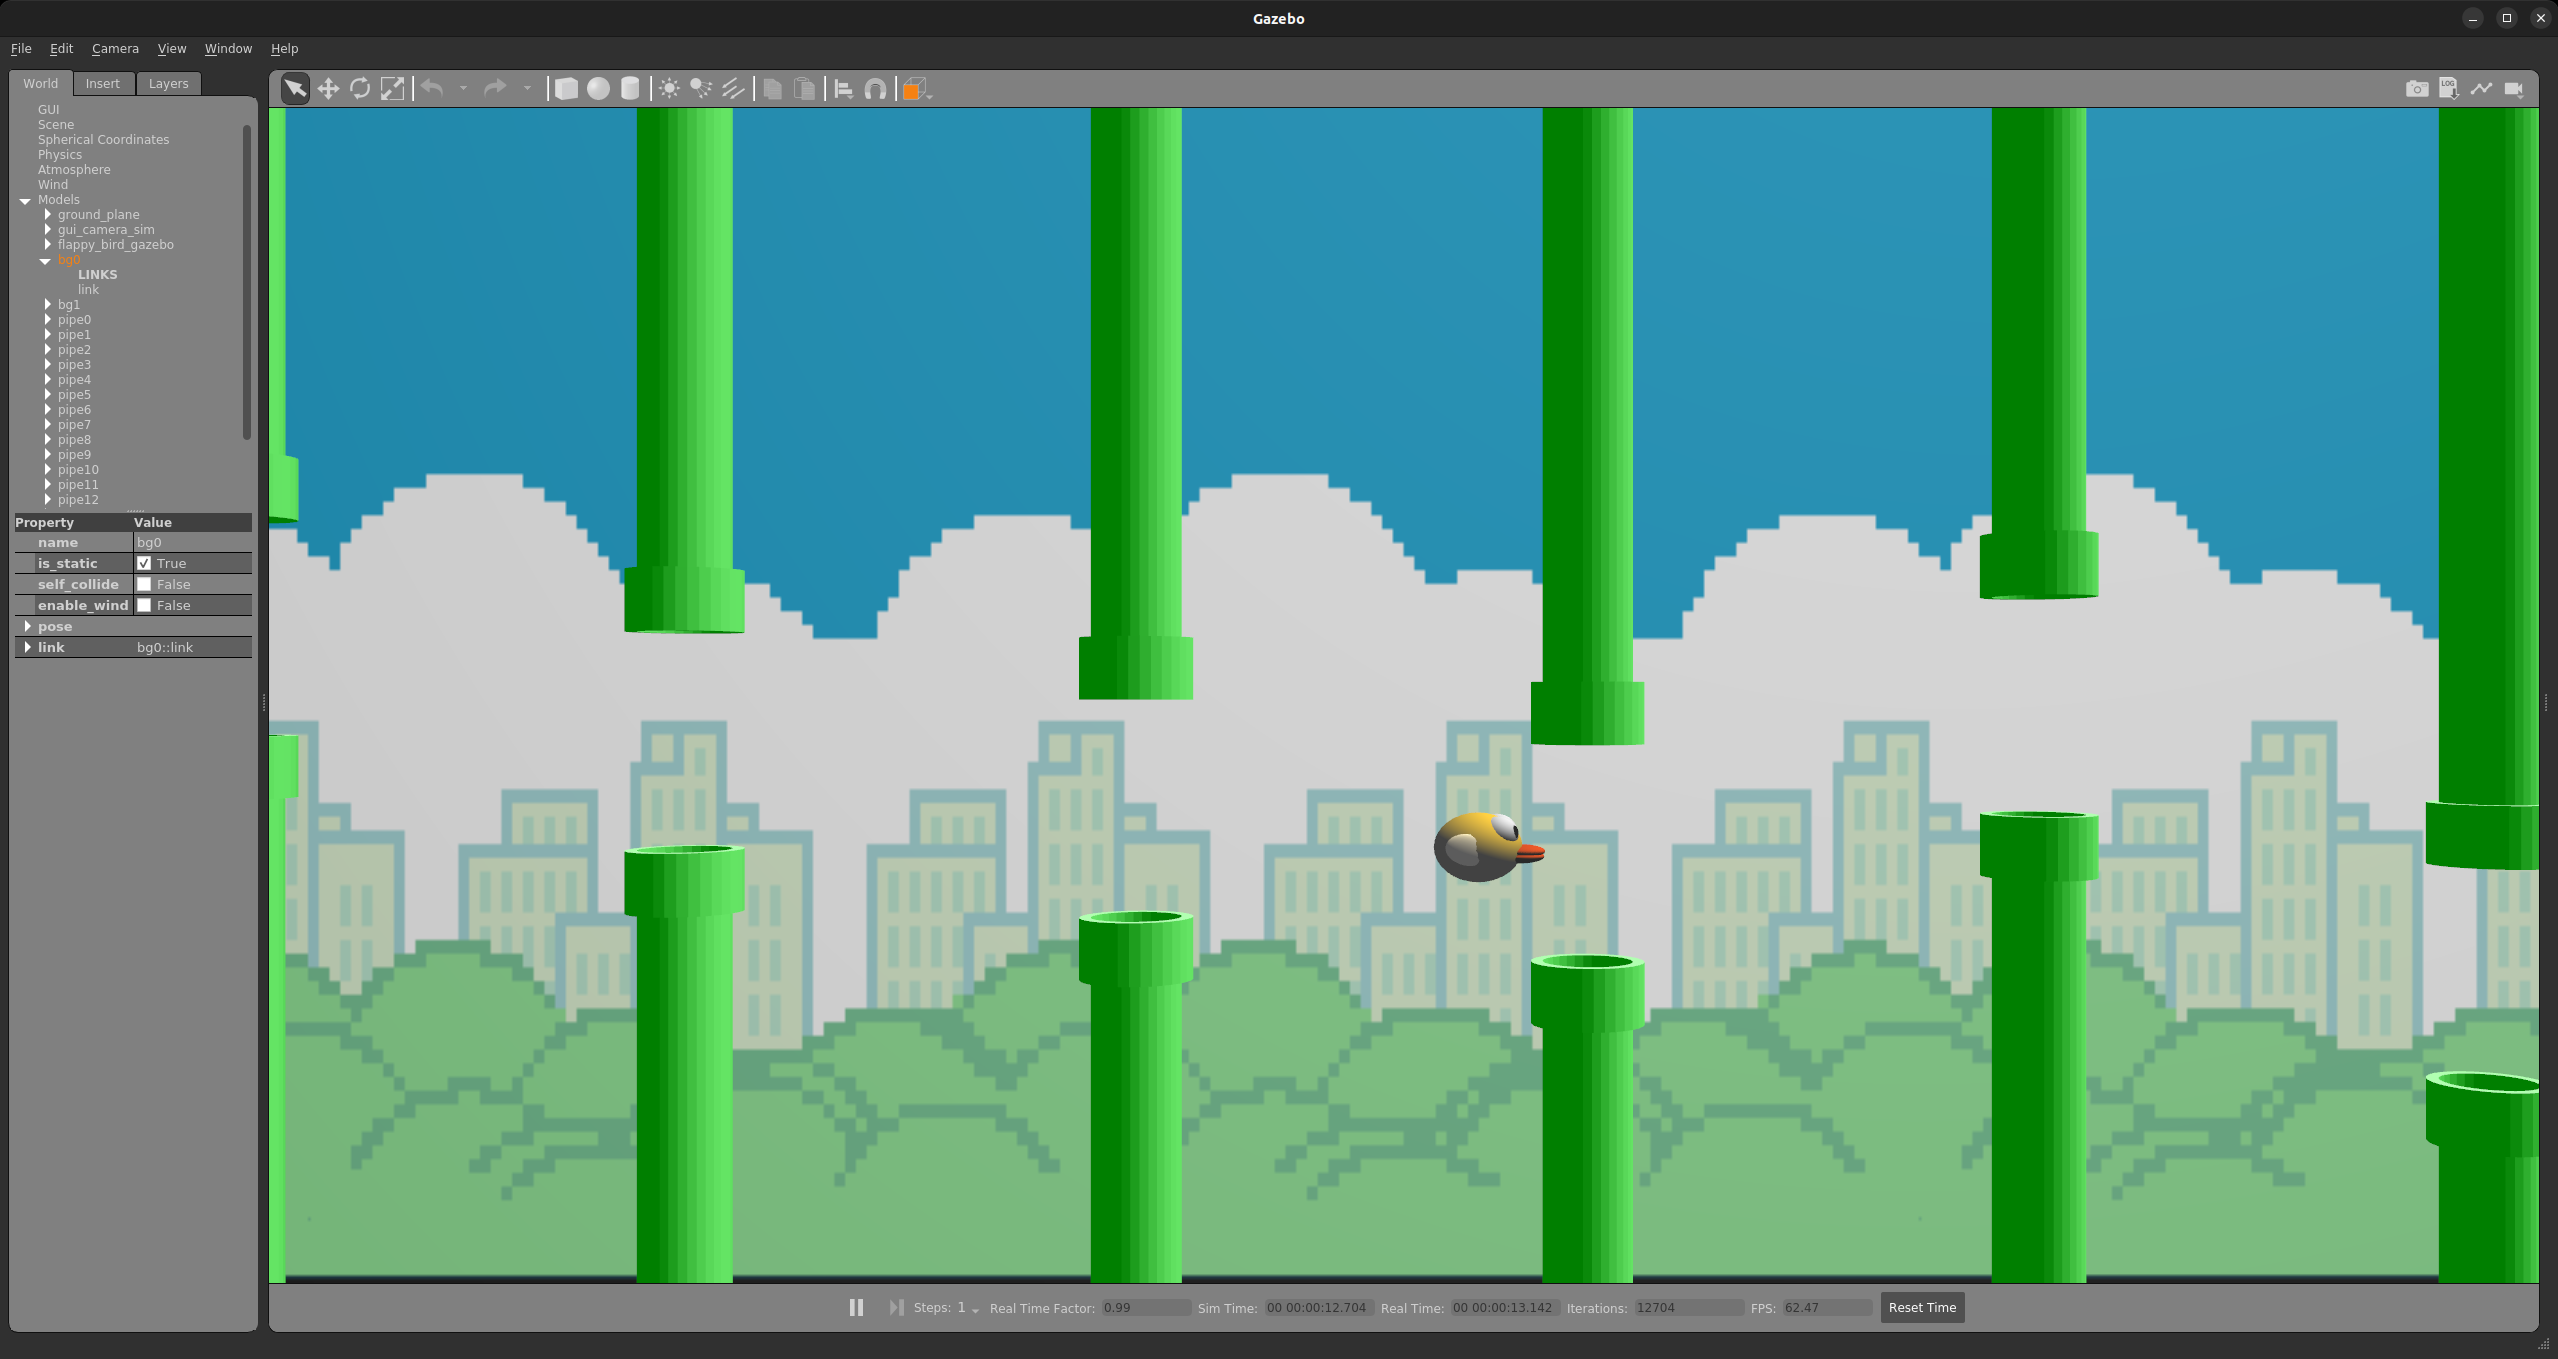 Gazebo
File Edit Camera View Window Help
World Insert Layers
GUI
Scene
Spherical Coordinates
Physics
Atmosphere
Wind
Models
ground_plane
gui_camera_sim
flappy_bird_gazebo
bg0
LINKS
link
bg1
pipe0
pipe1
pipe2
pipe3
pipe4
pipe5
pipe6
pipe7
pipe8
pipe9
pipe10
pipe11
pipe12
Property Value
name bg0
is_static True
self_collide False
enable_wind False
pose
link bg0::link
LOG
Steps: 1 Real Time Factor: 0.99 Sim Time: 00 00:00:12.704 Real Time: 00 00:00:13.142 Iterations: 12704 FPS: 62.47 Reset Time